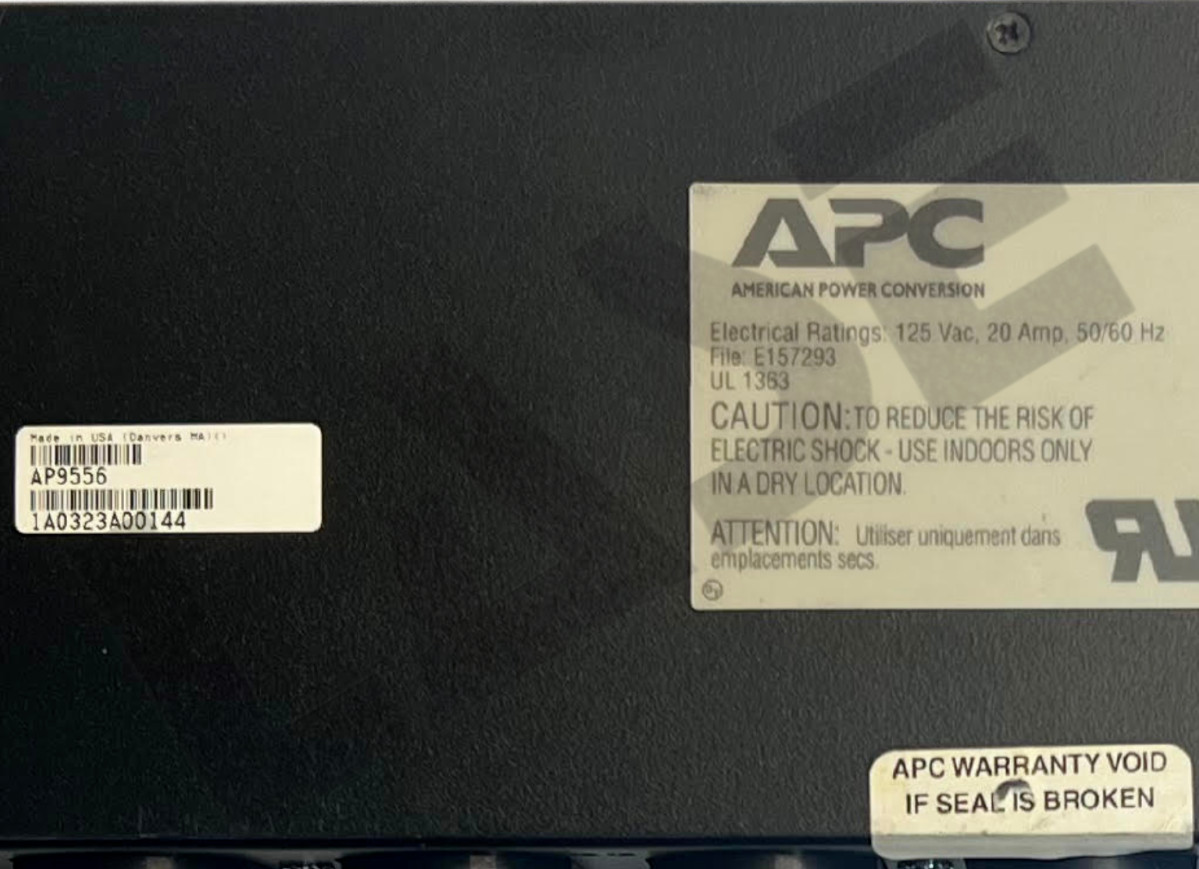 APC
AMERICAN POWER CONVERSION
Electrical Ratings: 125 Vac, 20 Amp, 50/60 Hz
File: E157293
UL 1363
CAUTION: TO REDUCE THE RISK OF
ELECTRIC SHOCK - USE INDOORS ONLY
IN A DRY LOCATION.
ATTENTION: Utiliser uniquement dans
emplacements secs.
Made in USA (Danvers MA)
AP9556
1A0323A00144
APC WARRANTY VOID
IF SEAL IS BROKEN